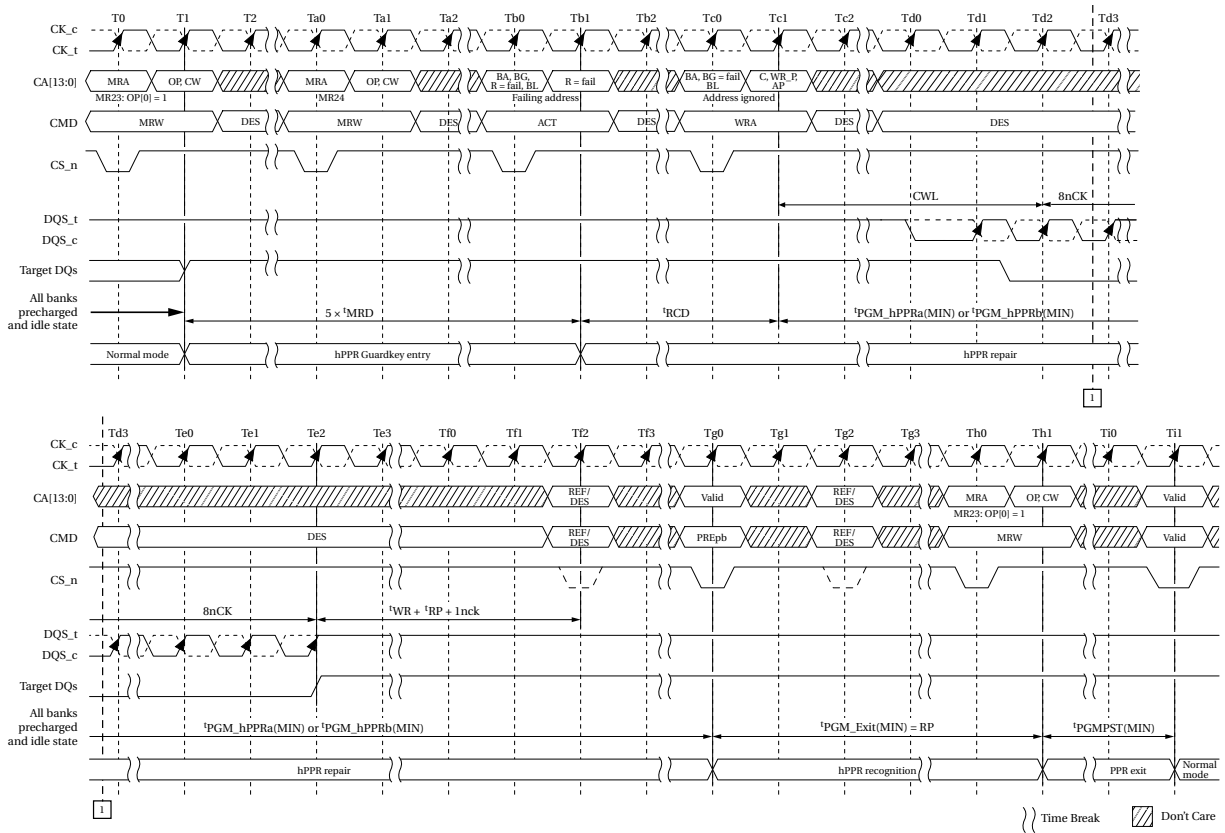 T0 T1 T2 Ta0 Ta1 Ta2 Tb0 Tb1 Tb2 Tc0 Tc1 Tc2 Td0 Td1 Td2 Td3
CK_c
CK_t
CA[13:0]
MRA
OP, CW
MRA
OP, CW
BA, BG,
R = fail, BL
R = fail
BA, BG = fail
BL
C, WR_P,
AP
MR23: OP[0] = 1
MR24
Failing address
Address ignored
CMD
MRW DES MRW DES ACT DES WRA DES DES
CS_n
CWL 8nCK
DQS_t
DQS_c
Target DQs
All banks
precharged
and idle state
5 × tMRD
tRCD
tPGM_hPPRa(MIN) or tPGM_hPPRb(MIN)
Normal mode
hPPR Guardkey entry
hPPR repair
1
Td3 Te0 Te1 Te2 Te3 Tf0 Tf1 Tf2 Tf3 Tg0 Tg1 Tg2 Tg3 Th0 Th1 Ti0 Ti1
CK_c
CK_t
CA[13:0]
REF/
DES
Valid
REF/
DES
MRA
OP, CW
Valid
MR23: OP[0] = 1
CMD
DES
REF/
DES
PREpb
REF/
DES
MRW
Valid
CS_n
8nCK
tWR + tRP + 1nck
DQS_t
DQS_c
Target DQs
All banks
precharged
and idle state
tPGM_hPPRa(MIN) or tPGM_hPPRb(MIN)
tPGM_Exit(MIN) = RP
tPGMPST(MIN)
hPPR repair
hPPR recognition
PPR exit
Normal
mode
1
Time Break
Don't Care